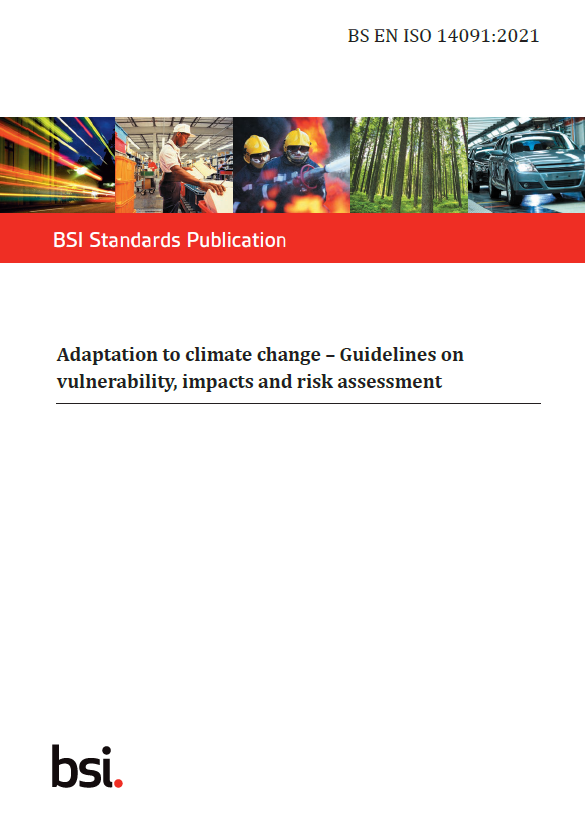 BS EN ISO 14091:2021
BSI Standards Publication
Adaptation to climate change – Guidelines on
vulnerability, impacts and risk assessment
bsi.